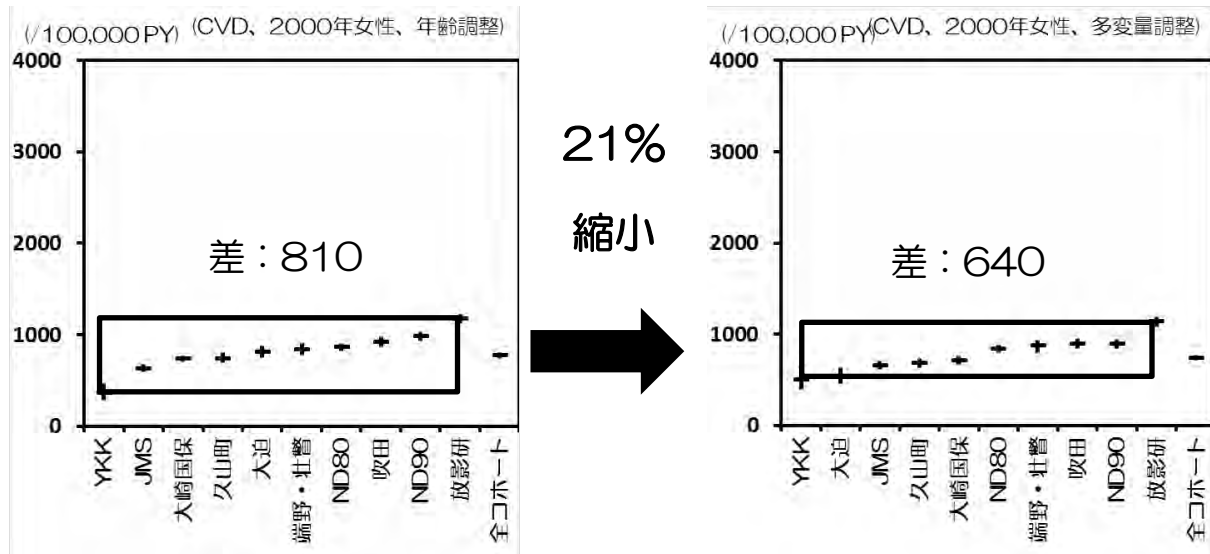 (/100,000 PY) (CVD、2000年女性、年齢調整)
4000
3000
2000
1000
0
差：810
YKK
JMS
大崎国保
久山町
大迫
端野・壮瞥
ND80
吹田
ND90
放影研
全コホート
21%
縮小
(/100,000 PY)(CVD、2000年女性、多変量調整)
4000
3000
2000
1000
0
差：640
YKK
大迫
JMS
久山町
大崎国保
ND80
端野・壮瞥
吹田
ND90
放影研
全コホート